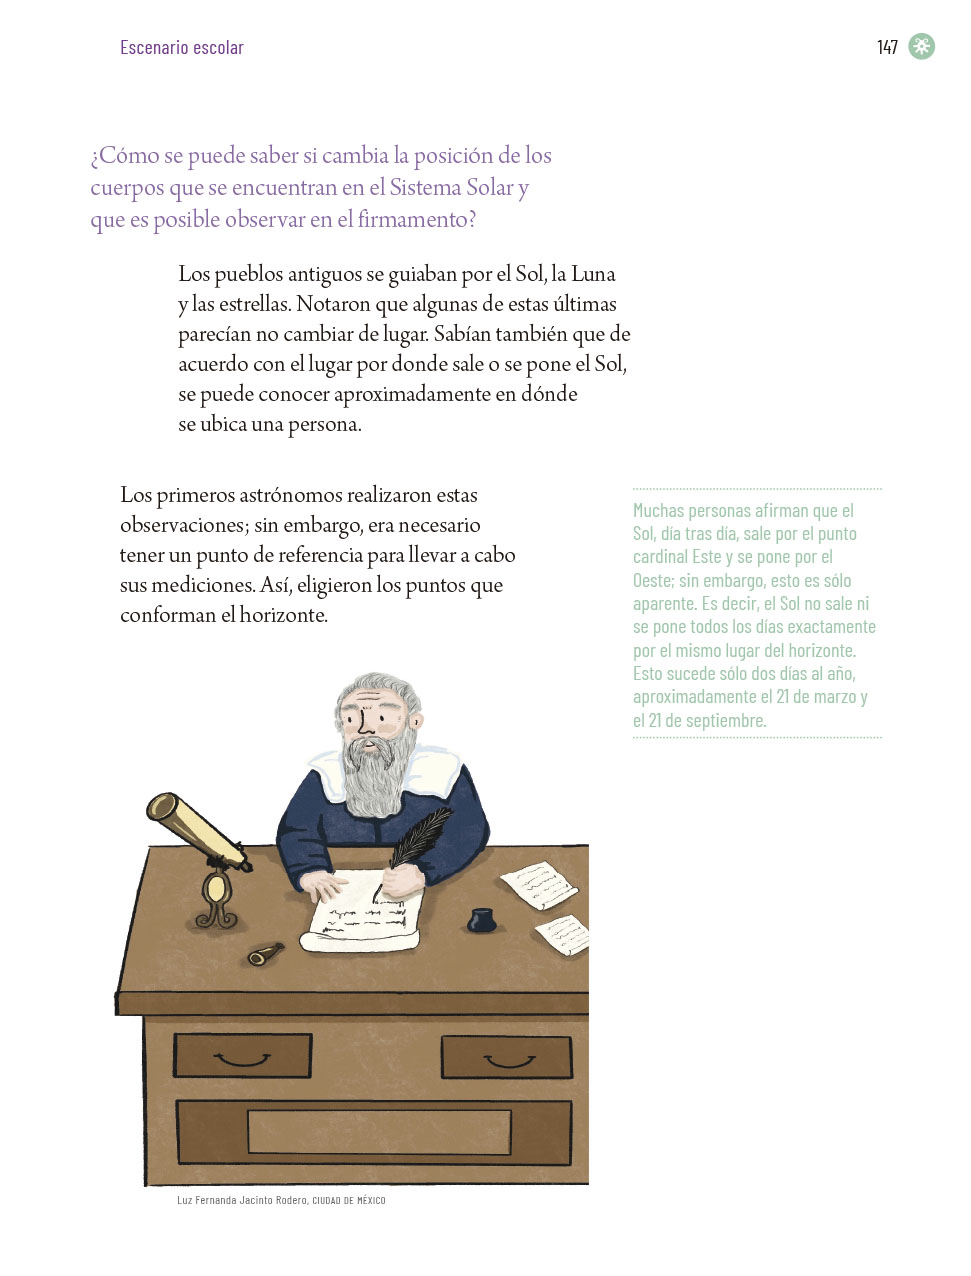 Escenario escolar
147
¿Cómo se puede saber si cambia la posición de los
cuerpos que se encuentran en el Sistema Solar y
que es posible observar en el firmamento?
Los pueblos antiguos se guiaban por el Sol, la Luna
y las estrellas. Notaron que algunas de estas últimas
parecían no cambiar de lugar. Sabían también que de
acuerdo con el lugar por donde sale o se pone el Sol,
se puede conocer aproximadamente en dónde
se ubica una persona.
Los primeros astrónomos realizaron estas
observaciones; sin embargo, era necesario
tener un punto de referencia para llevar a cabo
sus mediciones. Así, eligieron los puntos que
conforman el horizonte.
Muchas personas afirman que el
Sol, día tras día, sale por el punto
cardinal Este y se pone por el
Oeste; sin embargo, esto es sólo
aparente. Es decir, el Sol no sale ni
se pone todos los días exactamente
por el mismo lugar del horizonte.
Esto sucede sólo dos días al año,
aproximadamente el 21 de marzo y
el 21 de septiembre.
Luz Fernanda Jacinto Rodero, CIUDAD DE MÉXICO